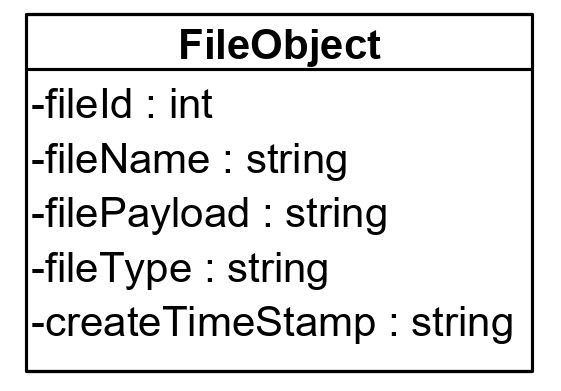 FileObject
-fileId : int
-fileName : string
-filePayload : string
-fileType : string
-createTimeStamp : string